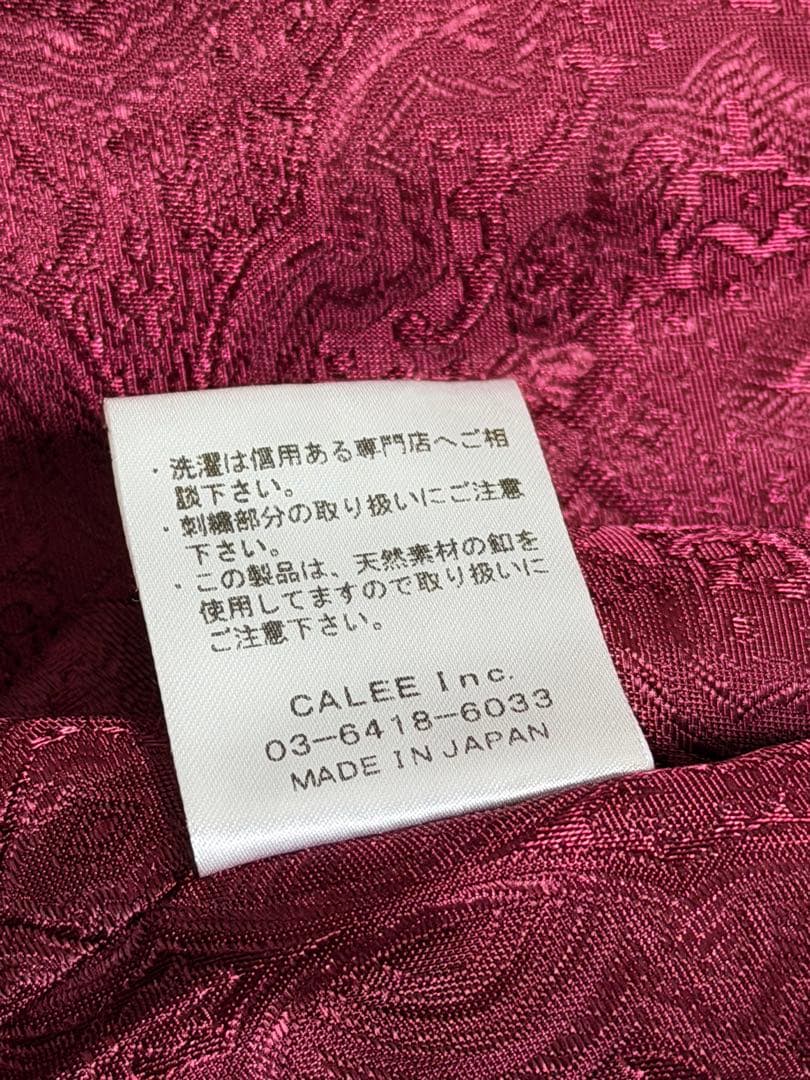 ・洗濯は信用ある専門店へご相
談下さい。
・刺繍部分の取り扱いにご注意
下さい。
・この製品は、天然素材の釦を
使用してますので取り扱いに
ご注意下さい。
CALEE Inc.
03-6418-6033
MADE IN JAPAN